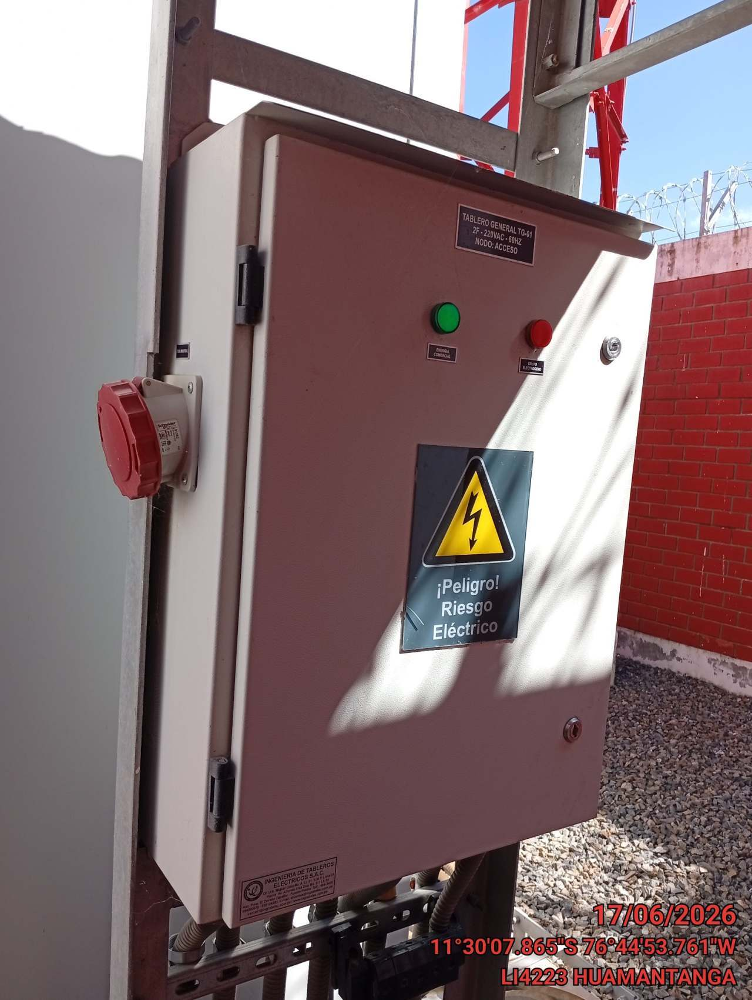 TABLERO GENERAL TG-01
2F - 220VAC - 60HZ
NODO: ACCESO
ENERGIA
COMERCIAL
GRUPO
ELECTROGENO
Schneider
¡Peligro!
Riesgo
Eléctrico
INGENIERIA DE TABLEROS
ELECTRICOS S.A.C.
17/06/2026
11°30'07.865"S 76°44'53.761"W
LI4223 HUAMANTANGA